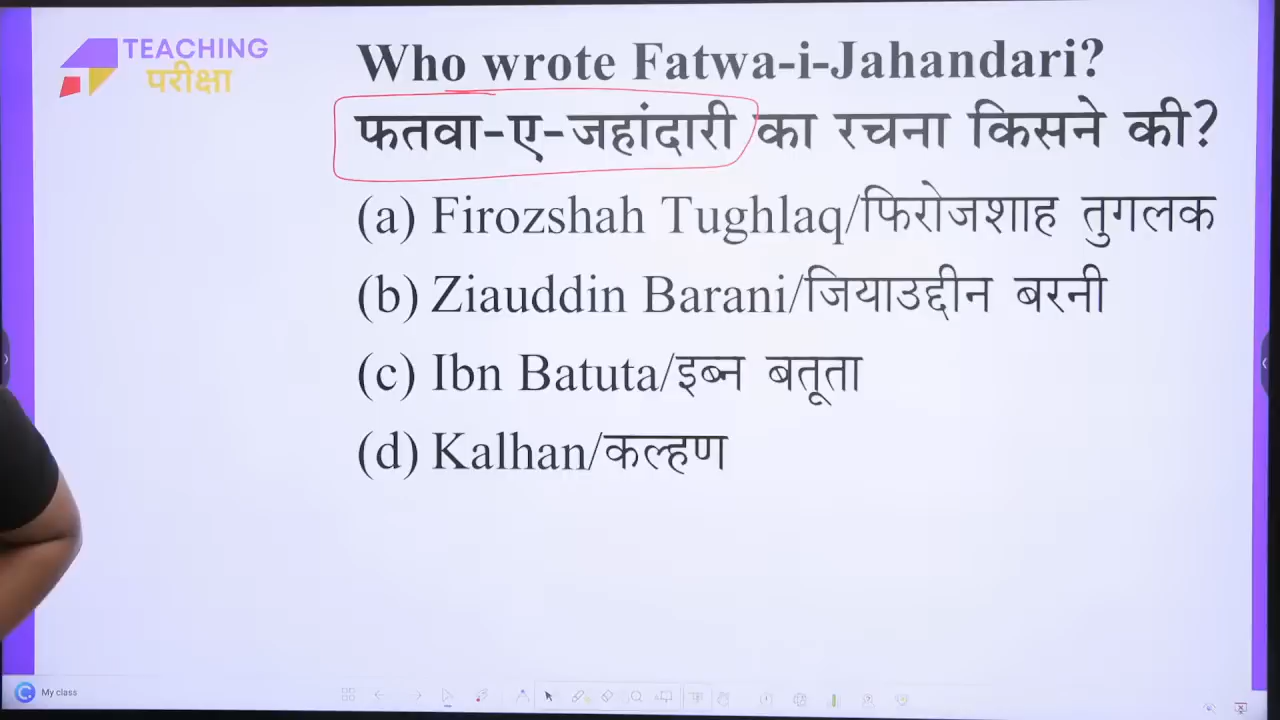 TEACHING
परीक्षा
Who wrote Fatwa-i-Jahandari?
फतवा-ए-जहांदारी का रचना किसने की?
(a) Firozshah Tughlaq/फिरोजशाह तुगलक
(b) Ziauddin Barani/जियाउद्दीन बरनी
(c) Ibn Batuta/इब्न बतूता
(d) Kalhan/कल्हण
My class